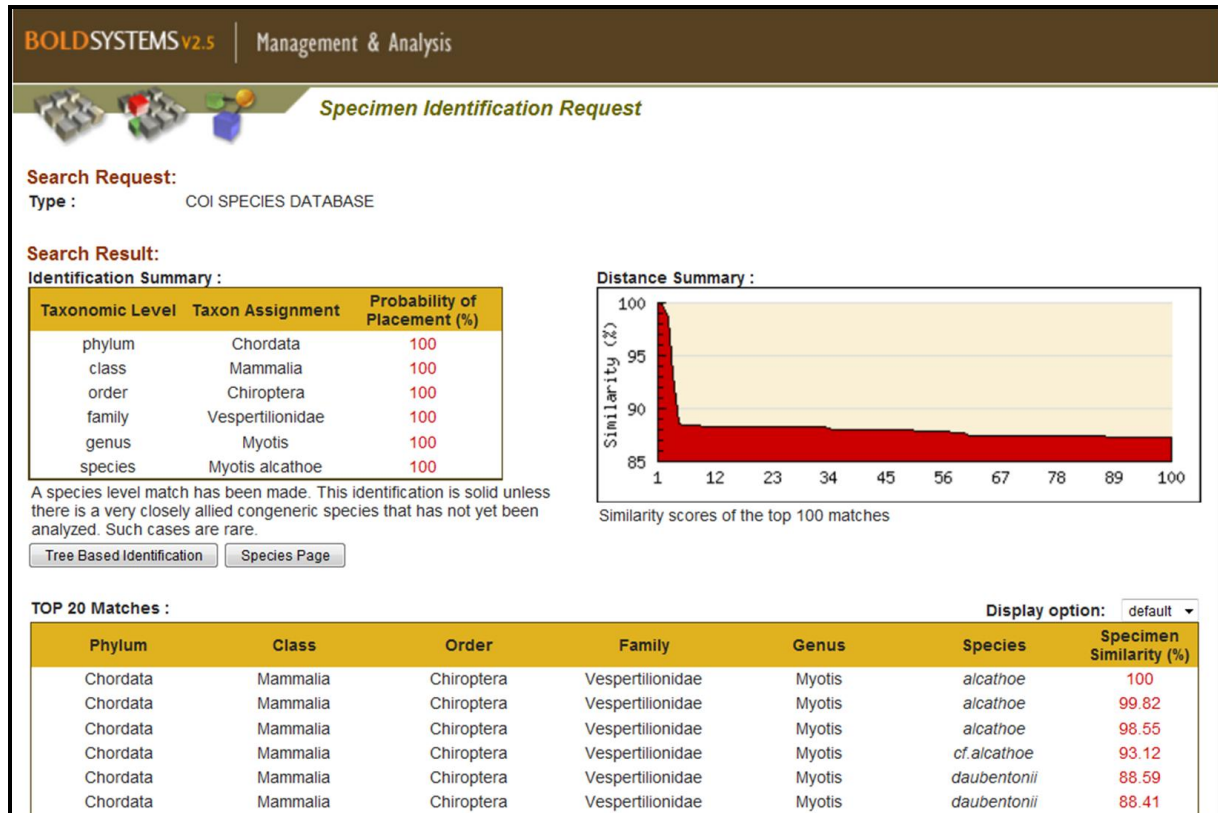 BOLDSYSTEMS V2.5 | Management & Analysis
Specimen Identification Request
Search Request:
Type : COI SPECIES DATABASE
Search Result:
Identification Summary :
Taxonomic Level Taxon Assignment Probability of Placement (%)
phylum Chordata 100
class Mammalia 100
order Chiroptera 100
family Vespertilionidae 100
genus Myotis 100
species Myotis alcathoe 100
A species level match has been made. This identification is solid unless
there is a very closely allied congeneric species that has not yet been
analyzed. Such cases are rare.
Tree Based Identification Species Page
Distance Summary :
Similarity (%)
100
95
90
85
1 12 23 34 45 56 67 78 89 100
Similarity scores of the top 100 matches
TOP 20 Matches : Display option: default
Phylum Class Order Family Genus Species Specimen Similarity (%)
Chordata Mammalia Chiroptera Vespertilionidae Myotis alcathoe 100
Chordata Mammalia Chiroptera Vespertilionidae Myotis alcathoe 99.82
Chordata Mammalia Chiroptera Vespertilionidae Myotis alcathoe 98.55
Chordata Mammalia Chiroptera Vespertilionidae Myotis cf.alcathoe 93.12
Chordata Mammalia Chiroptera Vespertilionidae Myotis daubentonii 88.59
Chordata Mammalia Chiroptera Vespertilionidae Myotis daubentonii 88.41